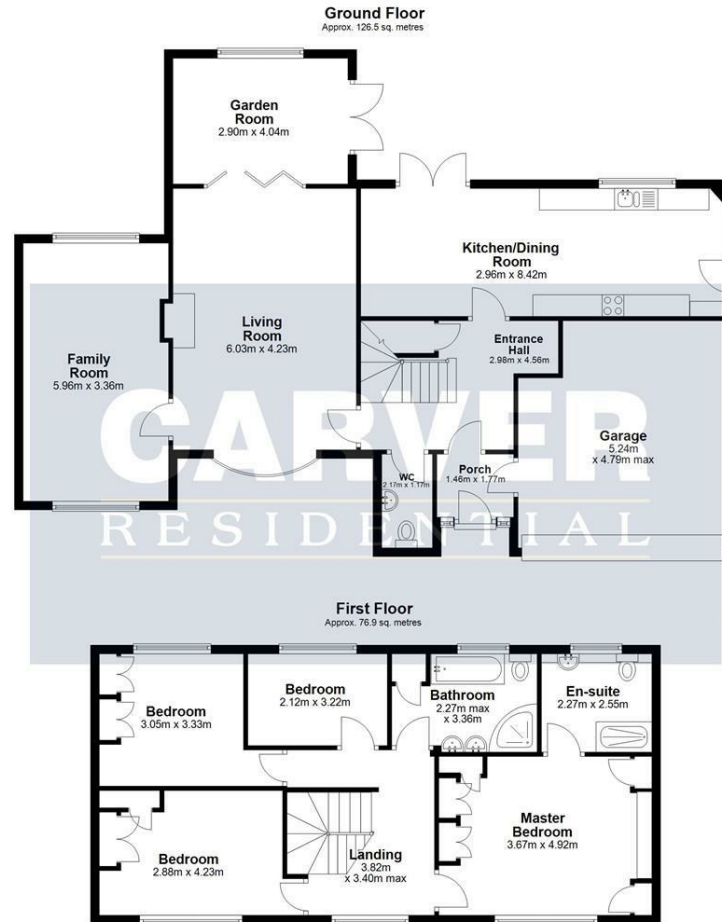 Ground Floor
Approx. 126.5 sq. metres
Garden
Room
2.90m x 4.04m
Kitchen/Dining
Room
2.96m x 8.42m
Living
Room
6.03m x 4.23m
Entrance
Hall
2.98m x 4.56m
Family
Room
5.96m x 3.36m
Garage
5.24m
x 4.79m max
CARVER
WC
2.17m x 1.17m
Porch
1.46m x 1.77m
RESIDENTIAL
First Floor
Approx. 76.9 sq. metres
Bedroom
3.05m x 3.33m
Bedroom
2.12m x 3.22m
Bathroom
2.27m max
x 3.36m
En-suite
2.27m x 2.55m
Bedroom
2.88m x 4.23m
Landing
3.82m
x 3.40m max
Master
Bedroom
3.67m x 4.92m